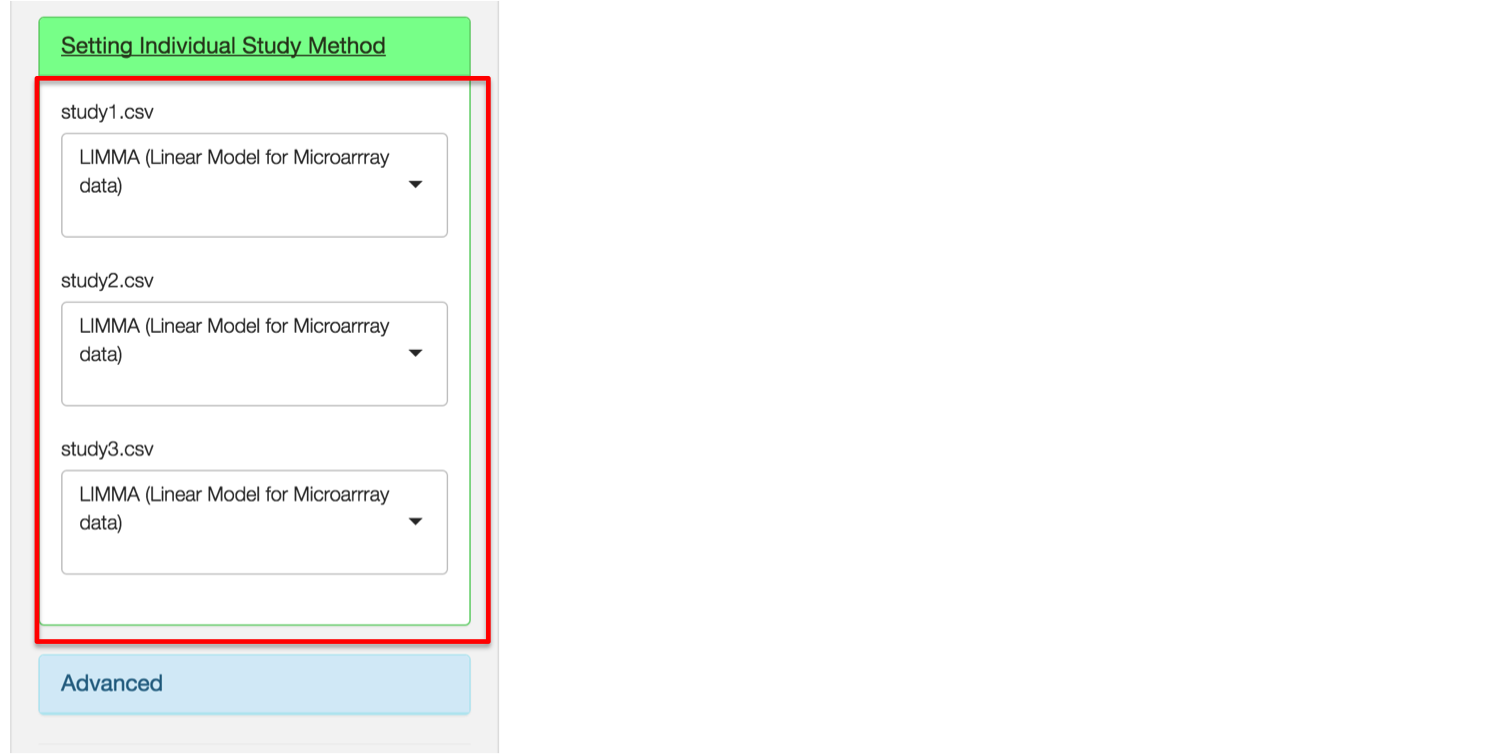 Setting Individual Study Method
study1.csv
LIMMA (Linear Model for Microarrray
data)
study2.csv
LIMMA (Linear Model for Microarrray
data)
study3.csv
LIMMA (Linear Model for Microarrray
data)
Advanced